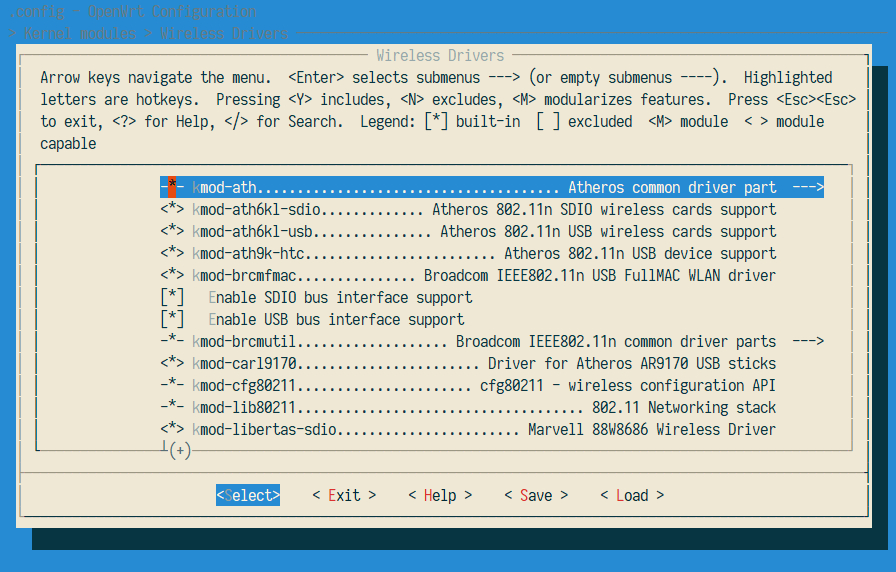 .config - OpenWrt Configuration
> Kernel modules > Wireless Drivers
Wireless Drivers
Arrow keys navigate the menu.  <Enter> selects submenus ---> (or empty submenus ----).  Highlighted
letters are hotkeys.  Pressing <Y> includes, <N> excludes, <M> modularizes features.  Press <Esc><Esc>
to exit, <?> for Help, </> for Search.  Legend: [*] built-in  [ ] excluded  <M> module  < > module
capable
-*- kmod-ath...................................... Atheros common driver part  --->
<*> kmod-ath6kl-sdio............. Atheros 802.11n SDIO wireless cards support
<*> kmod-ath6kl-usb............... Atheros 802.11n USB wireless cards support
<*> kmod-ath9k-htc........................ Atheros 802.11n USB device support
<*> kmod-brcmfmac............... Broadcom IEEE802.11n USB FullMAC WLAN driver
[*]   Enable SDIO bus interface support
[*]   Enable USB bus interface support
-*- kmod-brcmutil................... Broadcom IEEE802.11n common driver parts  --->
<*> kmod-carl9170....................... Driver for Atheros AR9170 USB sticks
-*- kmod-cfg80211...................... cfg80211 - wireless configuration API
-*- kmod-lib80211.................................... 802.11 Networking stack
<*> kmod-libertas-sdio....................... Marvell 88W8686 Wireless Driver
(+)
<Select>    < Exit >    < Help >    < Save >    < Load >